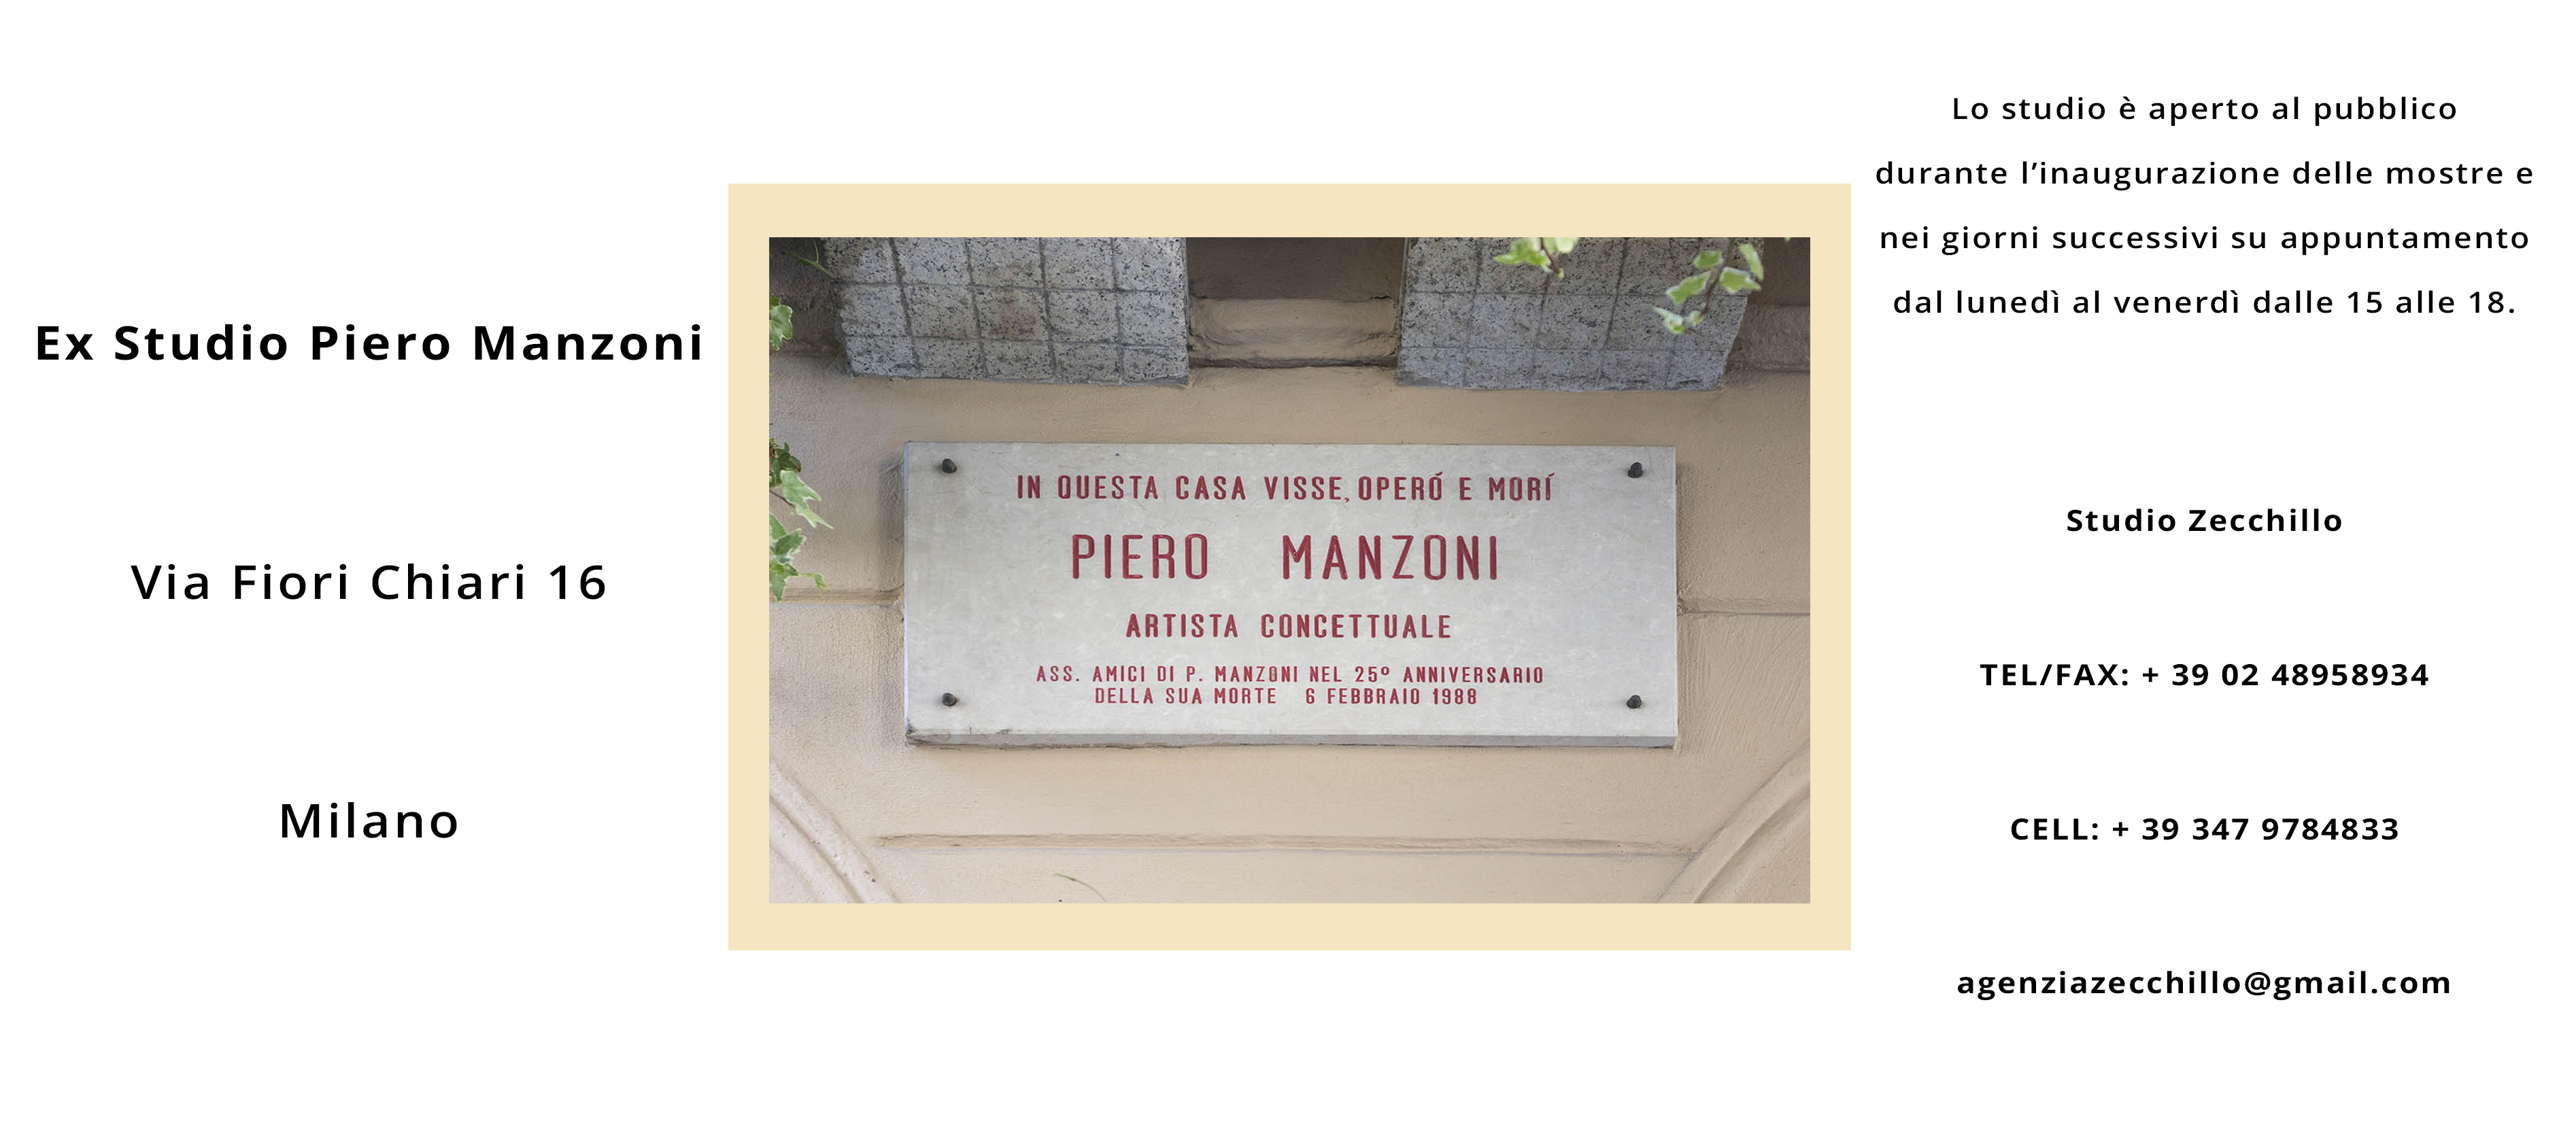 Ex Studio Piero Manzoni
Via Fiori Chiari 16
Milano
IN QUESTA CASA VISSE, OPERÓ E MORÍ
PIERO MANZONI
ARTISTA CONCETTUALE
ASS. AMICI DI P. MANZONI NEL 25º ANNIVERSARIO
DELLA SUA MORTE 6 FEBBRAIO 1988
Lo studio è aperto al pubblico
durante l’inaugurazione delle mostre e
nei giorni successivi su appuntamento
dal lunedì al venerdì dalle 15 alle 18.
Studio Zecchillo
TEL/FAX: + 39 02 48958934
CELL: + 39 347 9784833
agenziazecchillo@gmail.com